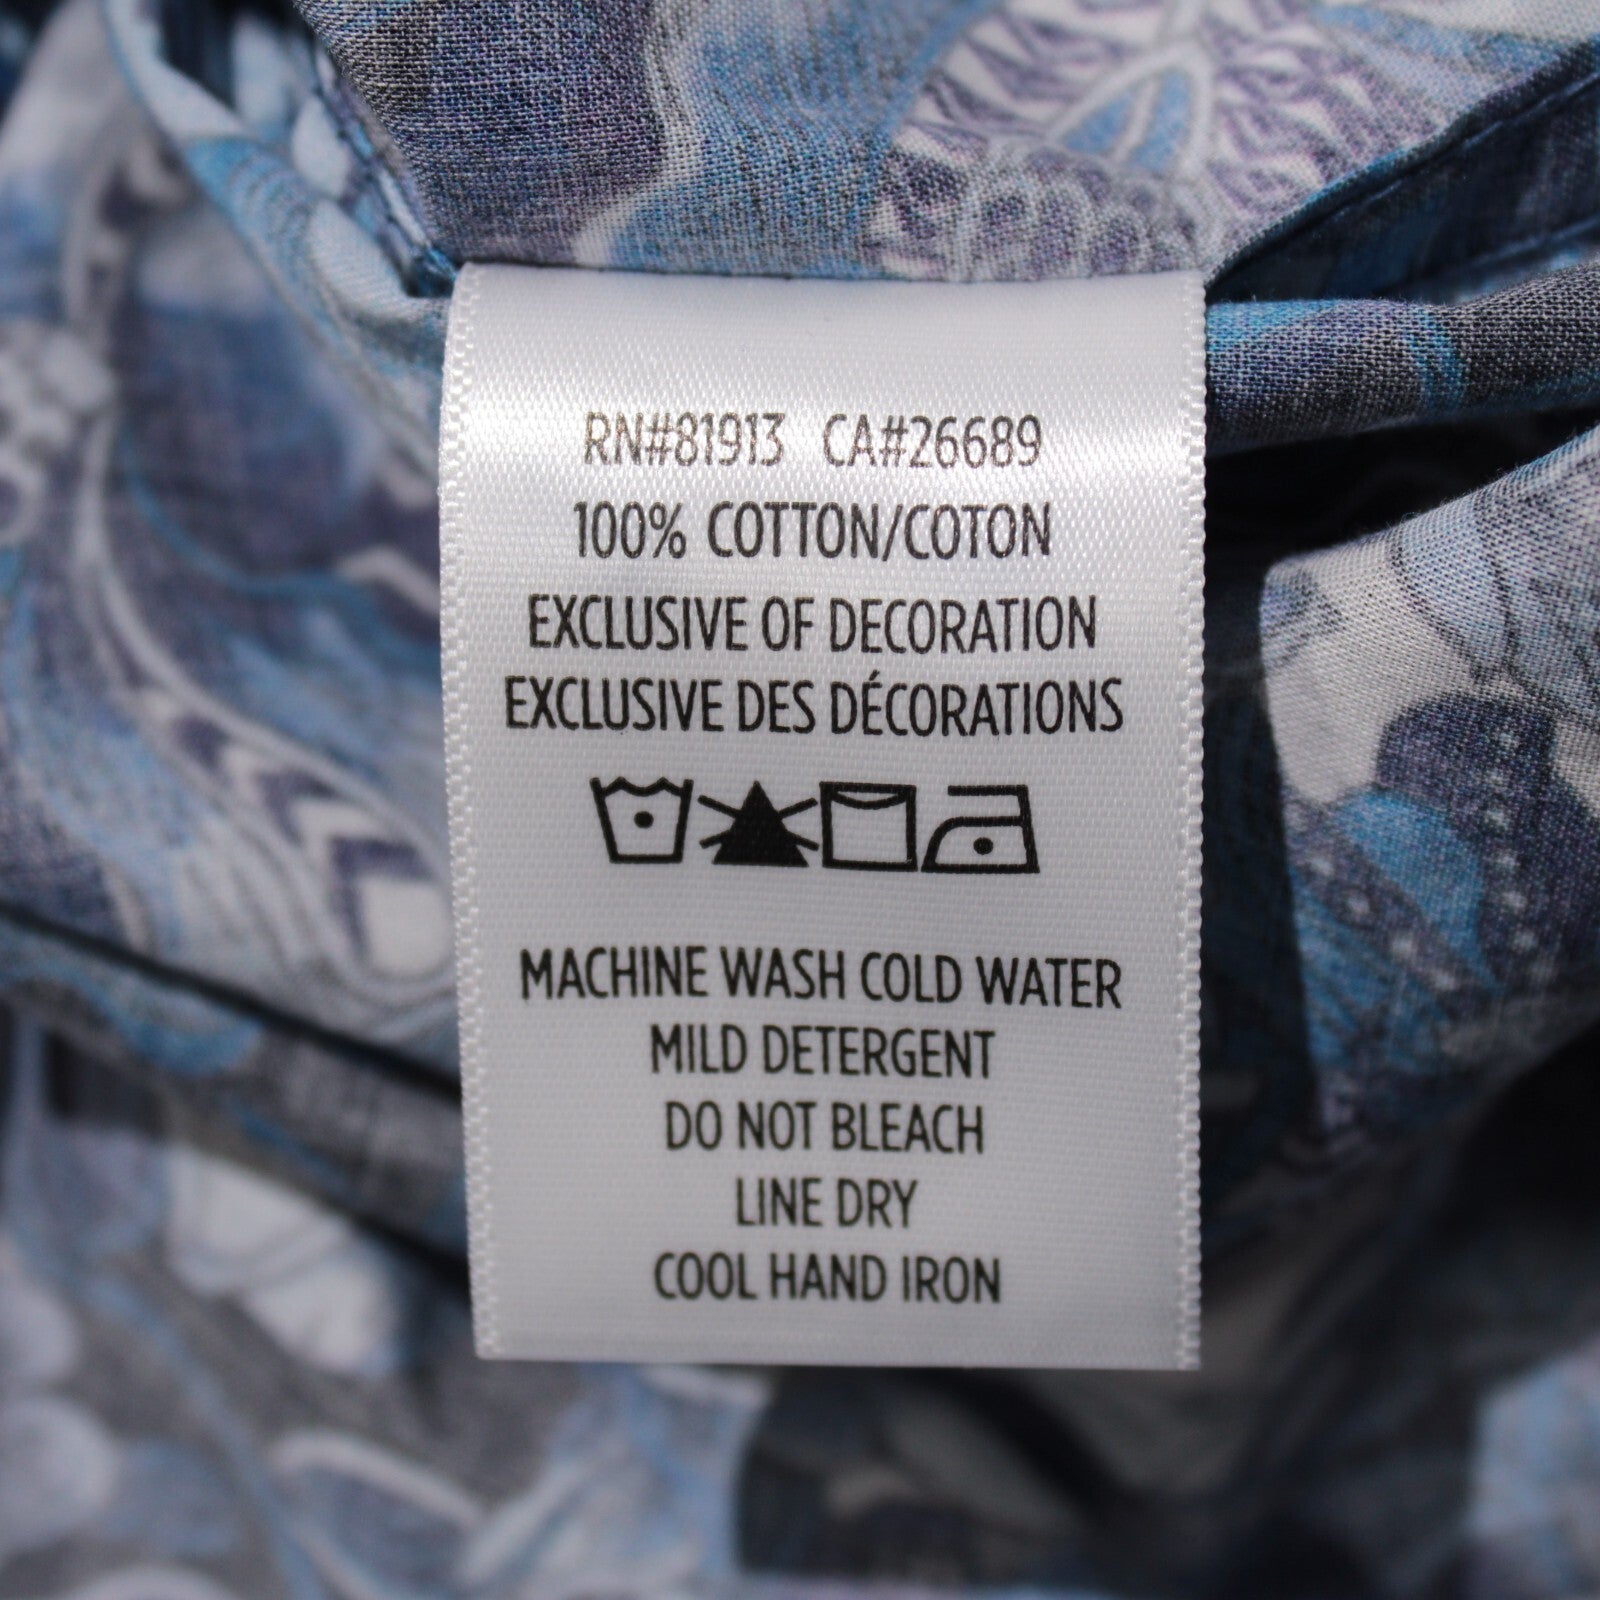 RN#81913 CA#26689
100% COTTON/COTON
EXCLUSIVE OF DECORATION
EXCLUSIVE DES DÉCORATIONS
MACHINE WASH COLD WATER
MILD DETERGENT
DO NOT BLEACH
LINE DRY
COOL HAND IRON